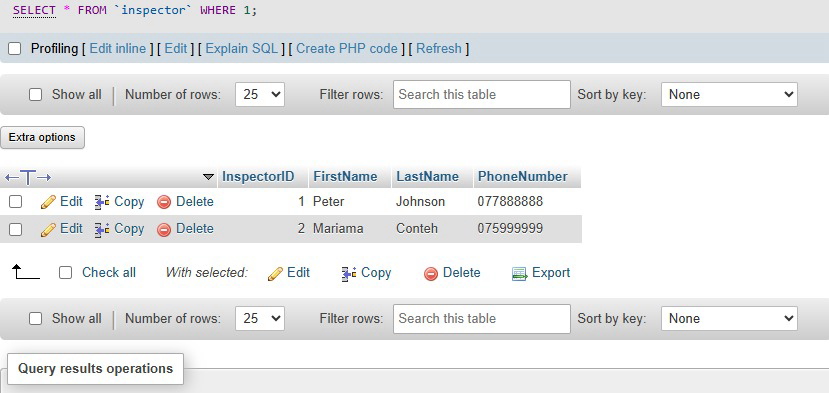 SELECT * FROM `inspector` WHERE 1;
Profiling [ Edit inline ] [ Edit ] [ Explain SQL ] [ Create PHP code ] [ Refresh ]
Show all | Number of rows: 25 Filter rows: Search this table Sort by key: None
Extra options
←T→ InspectorID FirstName LastName PhoneNumber
Edit Copy Delete 1 Peter Johnson 077888888
Edit Copy Delete 2 Mariama Conteh 075999999
Check all With selected: Edit Copy Delete Export
Show all | Number of rows: 25 Filter rows: Search this table Sort by key: None
Query results operations